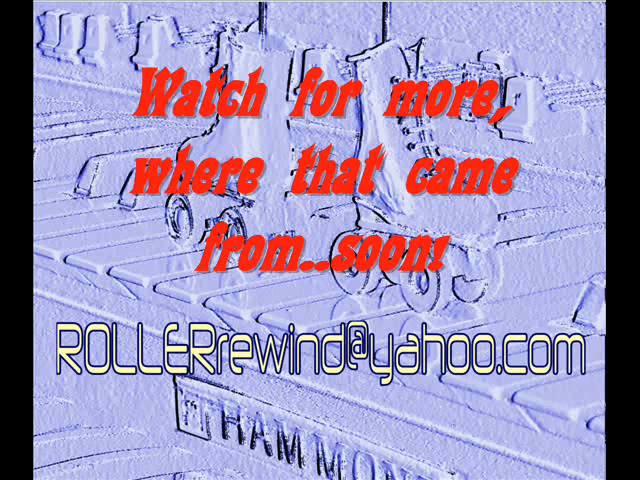 Watch for more,
where that came
from..soon!
ROLLERrewind@yahoo.com
HAMMON